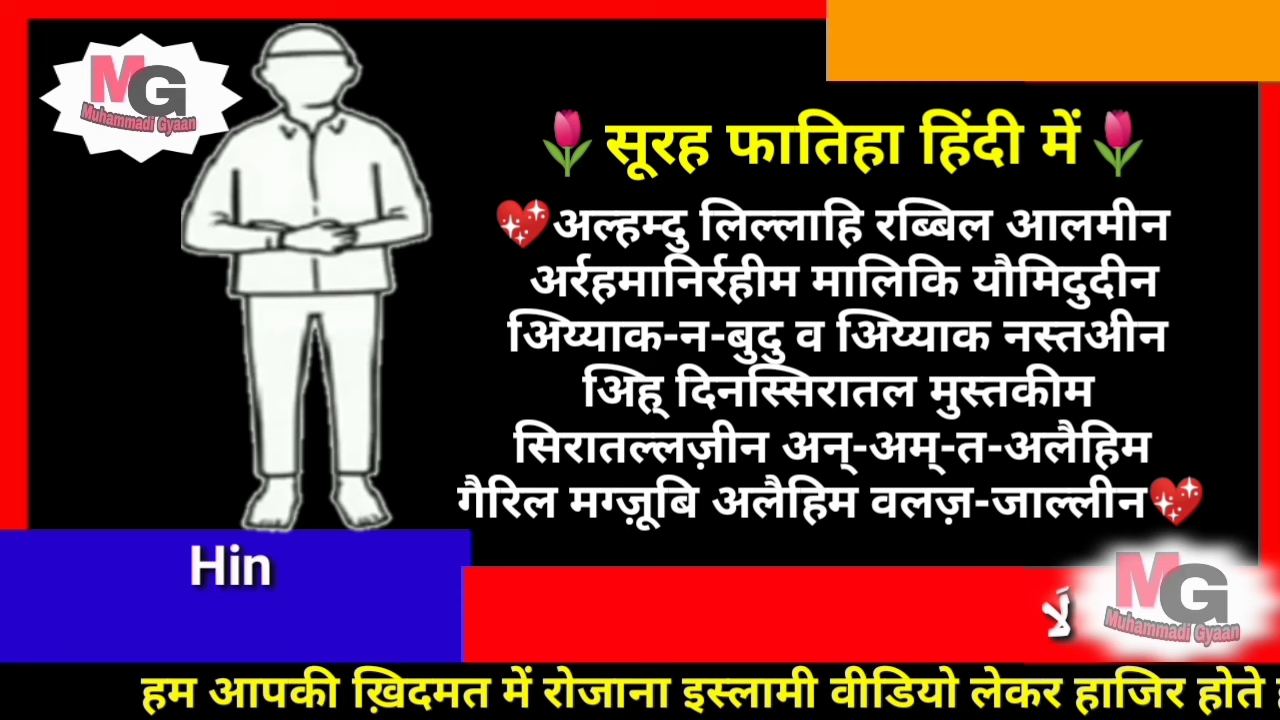 MG
Muhammadi Gyaan
🌷सूरह फातिहा हिंदी में🌷
💖अल्हम्दु लिल्लाहि रब्बिल आलमीन
अर्रहमानिर्रहीम मालिकि यौमिदुदीन
अिय्याक-न-बुदु व अिय्याक नस्तअीन
अिह् दिनस्सिरातल मुस्तकीम
सिरातल्लज़ीन अन्-अम्-त-अलैहिम
गैरिल मग्ज़ूबि अलैहिम वलज़-जाल्लीन💖
Hin
لَا
MG
Muhammadi Gyaan
हम आपकी ख़िदमत में रोजाना इस्लामी वीडियो लेकर हाजिर होते